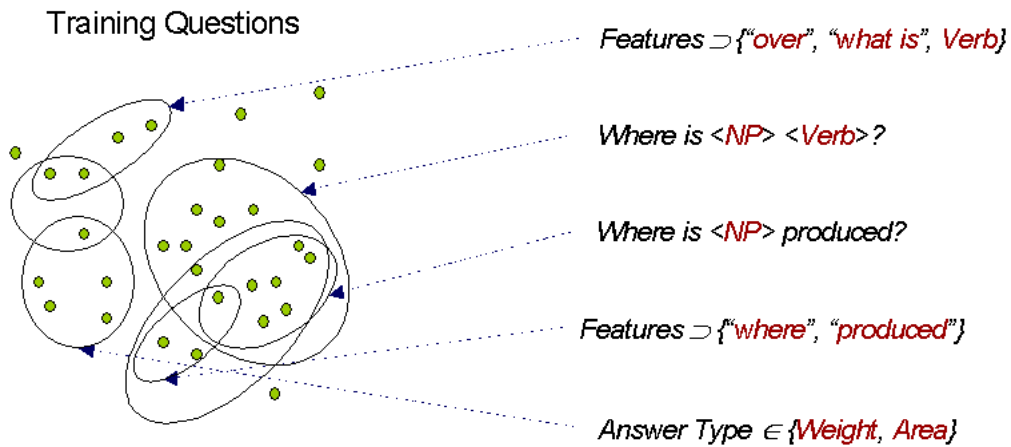 Training Questions
Features ⊃ {“over”, “what is”, Verb}
Where is <NP> <Verb>?
Where is <NP> produced?
Features ⊃ {“where”, “produced”}
Answer Type ∈ {Weight, Area}